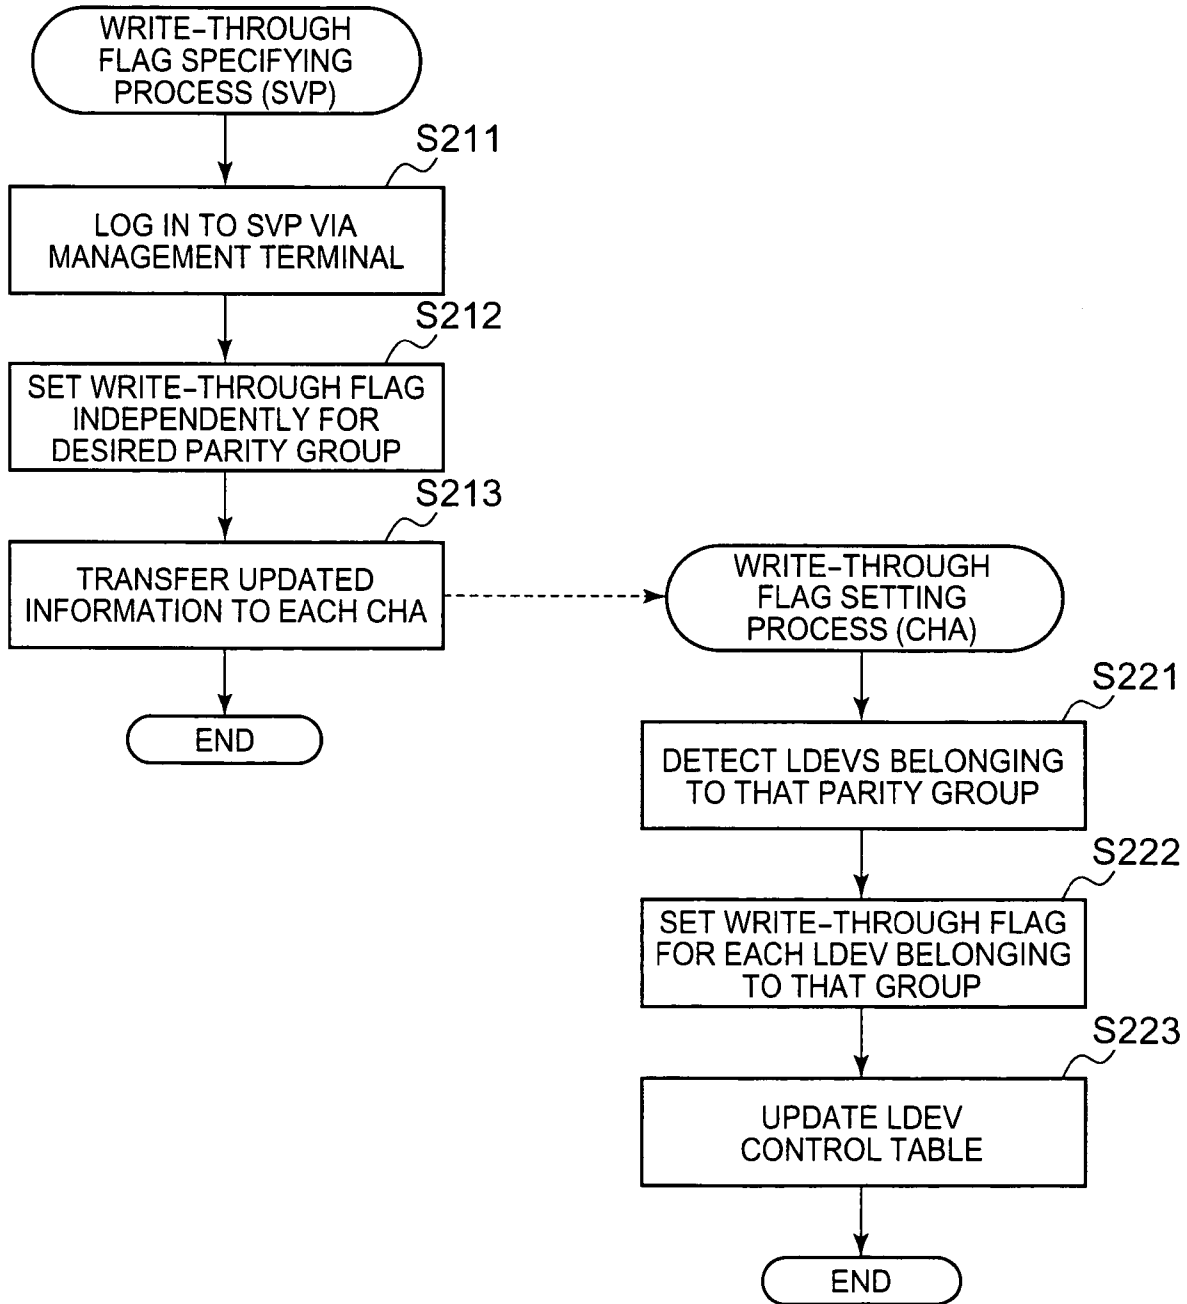 WRITE-THROUGH
FLAG SPECIFYING
PROCESS (SVP)
S211
LOG IN TO SVP VIA
MANAGEMENT TERMINAL
S212
SET WRITE-THROUGH FLAG
INDEPENDENTLY FOR
DESIRED PARITY GROUP
S213
TRANSFER UPDATED
INFORMATION TO EACH CHA
END
WRITE-THROUGH
FLAG SETTING
PROCESS (CHA)
S221
DETECT LDEVS BELONGING
TO THAT PARITY GROUP
S222
SET WRITE-THROUGH FLAG
FOR EACH LDEV BELONGING
TO THAT GROUP
S223
UPDATE LDEV
CONTROL TABLE
END